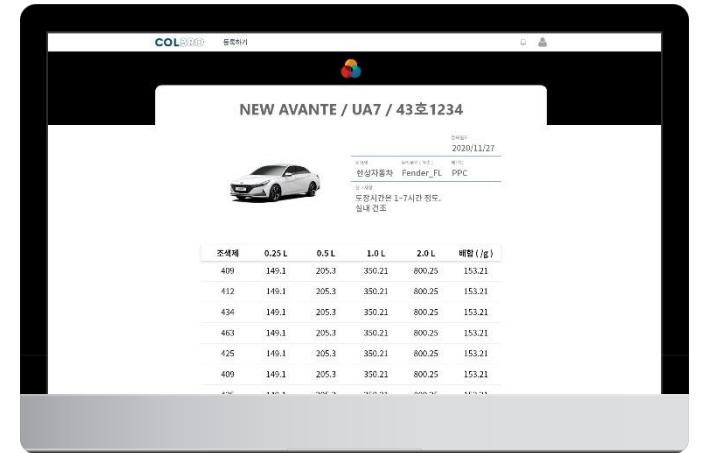 COLBRO 등록하기
NEW AVANTE / UA7 / 43호1234
2020/11/27
한상자동차 Fender_FL PPC
도장시간은 1~7시간 정도.
실내 건조
조색제 0.25 L 0.5 L 1.0 L 2.0 L 배합 ( /g )
409 149.1 205.3 350.21 800.25 153.21
412 149.1 205.3 350.21 800.25 153.21
434 149.1 205.3 350.21 800.25 153.21
463 149.1 205.3 350.21 800.25 153.21
425 149.1 205.3 350.21 800.25 153.21
409 149.1 205.3 350.21 800.25 153.21